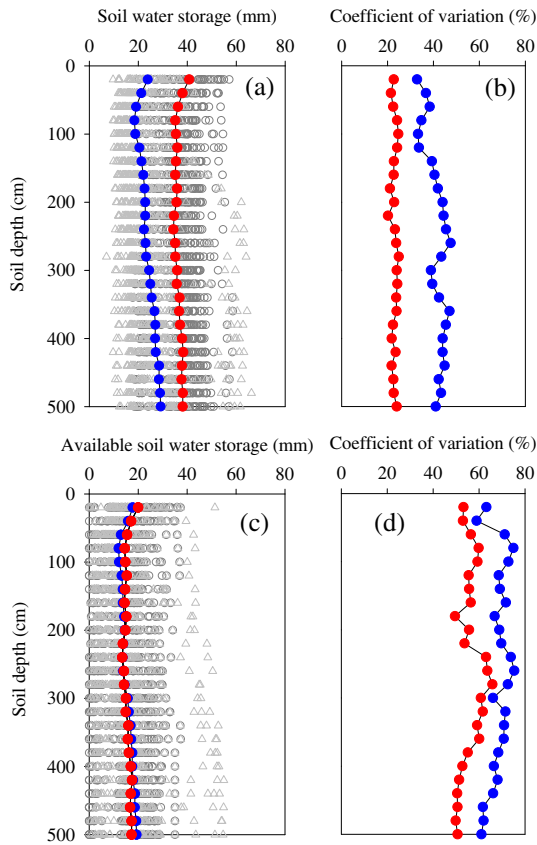 Soil water storage (mm)
Coefficient of variation (%)
0 20 40 60 80
0 20 40 60 80
0
100
200
300
400
500
Soil depth (cm)
(a)
(b)
Available soil water storage (mm)
Coefficient of variation (%)
0 20 40 60 80
0 20 40 60 80
0
100
200
300
400
500
Soil depth (cm)
(c)
(d)